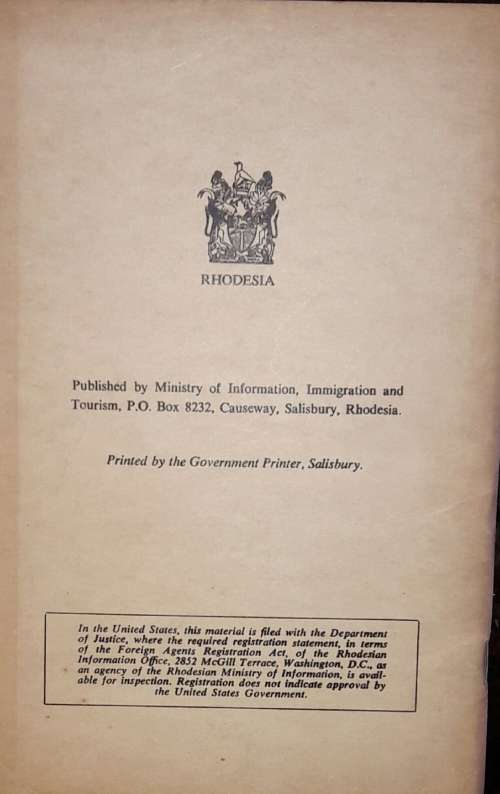 RHODESIA
Published by Ministry of Information, Immigration and
Tourism, P.O. Box 8232, Causeway, Salisbury, Rhodesia.
Printed by the Government Printer, Salisbury.
In the United States, this material is filed with the Department
of Justice, where the required registration statement, in terms
of the Foreign Agents Registration Act, of the Rhodesian
Information Office, 2852 McGill Terrace, Washington, D.C., as
an agency of the Rhodesian Ministry of Information, is avail-
able for inspection. Registration does not indicate approval by
the United States Government.